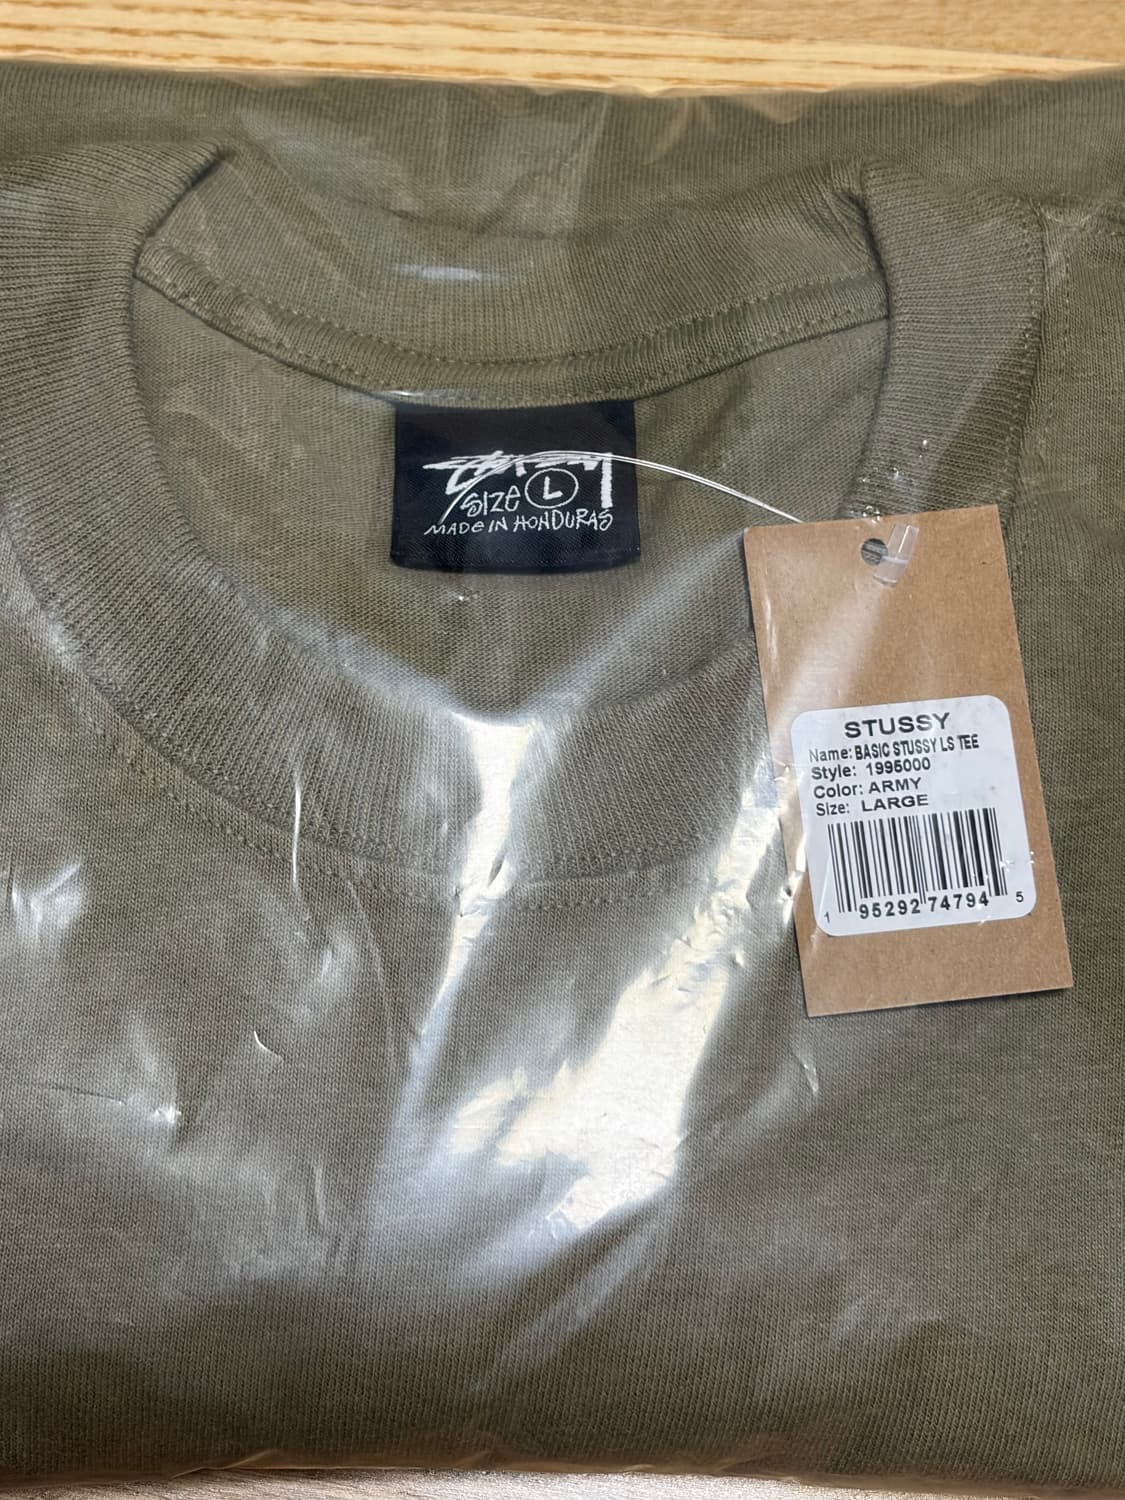 Stüssy
SIZE L
MADE IN HONDURAS
STUSSY
Name: BASIC STUSSY LS TEE
Style: 1995000
Color: ARMY
Size: LARGE
1 95292 74794 5